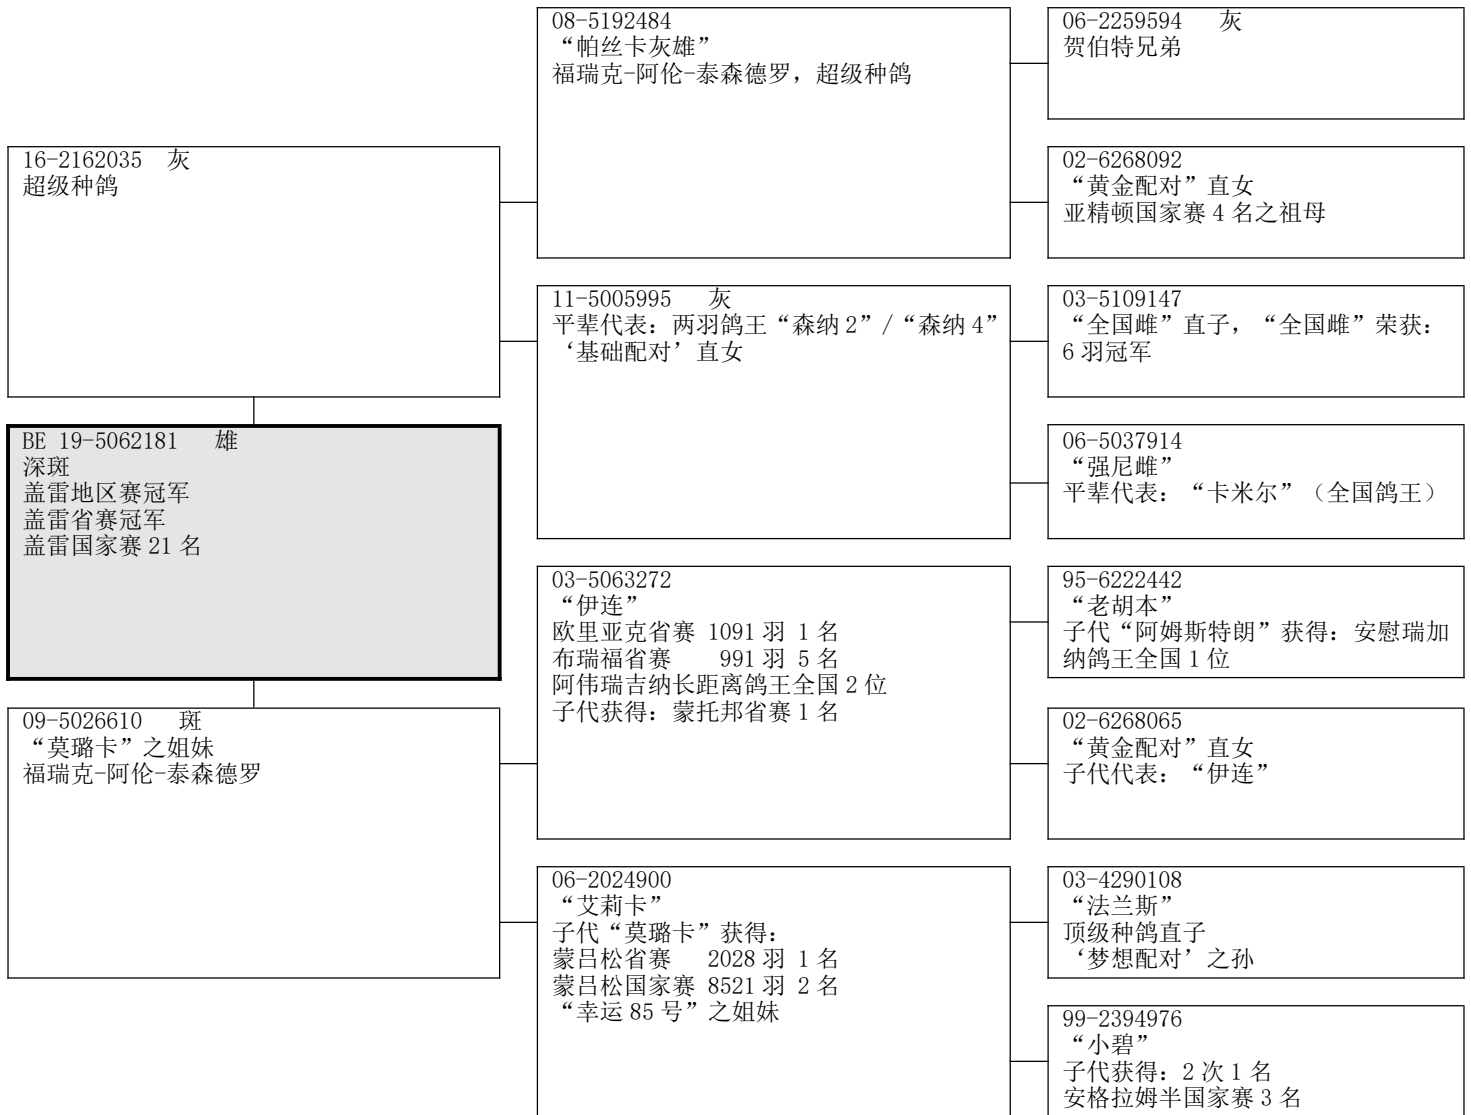 16-2162035 灰
超级种鸽
BE 19-5062181 雄
深斑
盖雷地区赛冠军
盖雷省赛冠军
盖雷国家赛 21 名
09-5026610 斑
“莫璐卡”之姐妹
福瑞克-阿伦-泰森德罗
08-5192484
“帕丝卡灰雄”
福瑞克-阿伦-泰森德罗，超级种鸽
11-5005995 灰
平辈代表：两羽鸽王“森纳 2”/“森纳 4”
‘基础配对’直女
03-5063272
“伊连”
欧里亚克省赛 1091 羽 1 名
布瑞福省赛 991 羽 5 名
阿伟瑞吉纳长距离鸽王全国 2 位
子代获得：蒙托邦省赛 1 名
06-2024900
“艾莉卡”
子代“莫璐卡”获得：
蒙吕松省赛 2028 羽 1 名
蒙吕松国家赛 8521 羽 2 名
“幸运 85 号”之姐妹
06-2259594 灰
贺伯特兄弟
02-6268092
“黄金配对”直女
亚精顿国家赛 4 名之祖母
03-5109147
“全国雌”直子，“全国雌”荣获：
6 羽冠军
06-5037914
“强尼雌”
平辈代表：“卡米尔”（全国鸽王）
95-6222442
“老胡本”
子代“阿姆斯特朗”获得：安慰瑞加
纳鸽王全国 1 位
02-6268065
“黄金配对”直女
子代代表：“伊连”
03-4290108
“法兰斯”
顶级种鸽直子
‘梦想配对’之孙
99-2394976
“小碧”
子代获得：2 次 1 名
安格拉姆半国家赛 3 名